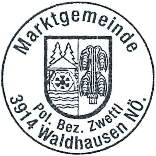 Marktgemeinde
Pol. Bez. Zwettl
3914 Waldhausen NÖ.